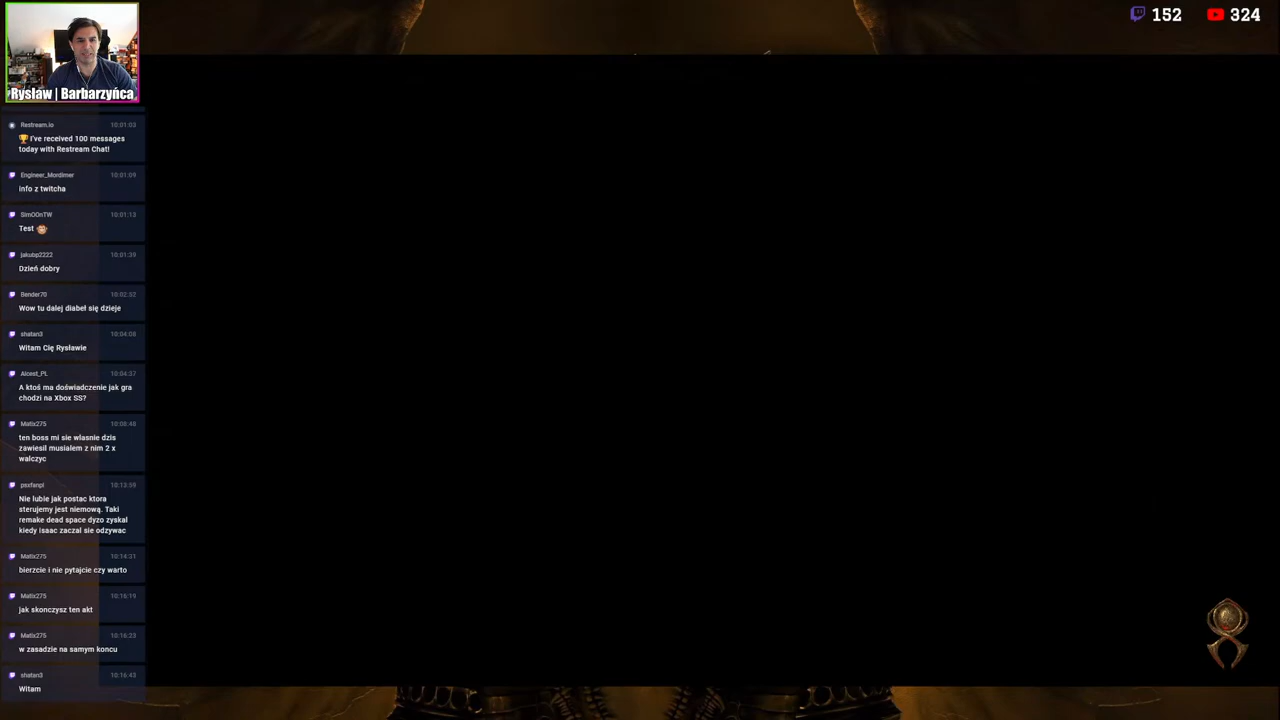 152
324
Rysław | Barbarzyńca
Restream.io 10:01:03
🏆I've received 100 messages
today with Restream Chat!
Engineer_Mordimer 10:01:09
info z twitcha
SimOOnTW 10:01:13
Test
jakubp2222 10:01:39
Dzień dobry
Bender70 10:02:32
Wow tu dalej diabeł się dzieje
shatan3 10:04:08
Witam Cię Rysławie
Alcest_PL 10:04:37
A ktoś ma doświadczenie jak gra
chodzi na Xbox SS?
Matix275 10:08:48
ten boss mi sie wlasnie dzis
zawiesil musialem z nim 2 x
walczyc
psxfanpl 10:13:59
Nie lubie jak postac ktora
sterujemy jest niemową. Taki
remake dead space dyzo zyskal
kiedy isaac zaczal sie odzywac
Matix275 10:14:31
bierzcie i nie pytajcie czy warto
Matix275 10:16:19
jak skonczysz ten akt
Matix275 10:16:23
w zasadzie na samym koncu
shatan3 10:16:43
Witam